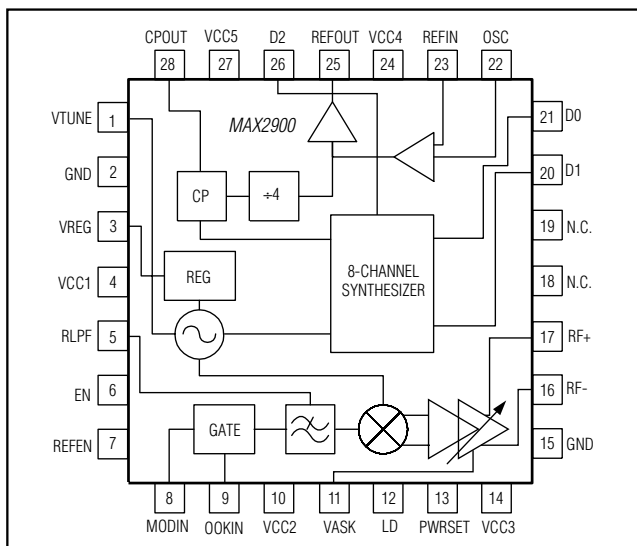 CPOUT VCC5 D2 REFOUT VCC4 REFIN OSC
28 27 26 25 24 23 22
VTUNE 1
GND 2
VREG 3
VCC1 4
RLPF 5
EN 6
REFEN 7
MAX2900
CP
÷4
REG
8-CHANNEL
SYNTHESIZER
GATE
21 D0
20 D1
19 N.C.
18 N.C.
17 RF+
16 RF-
15 GND
8 9 10 11 12 13 14
MODIN OOKIN VCC2 VASK LD PWRSET VCC3